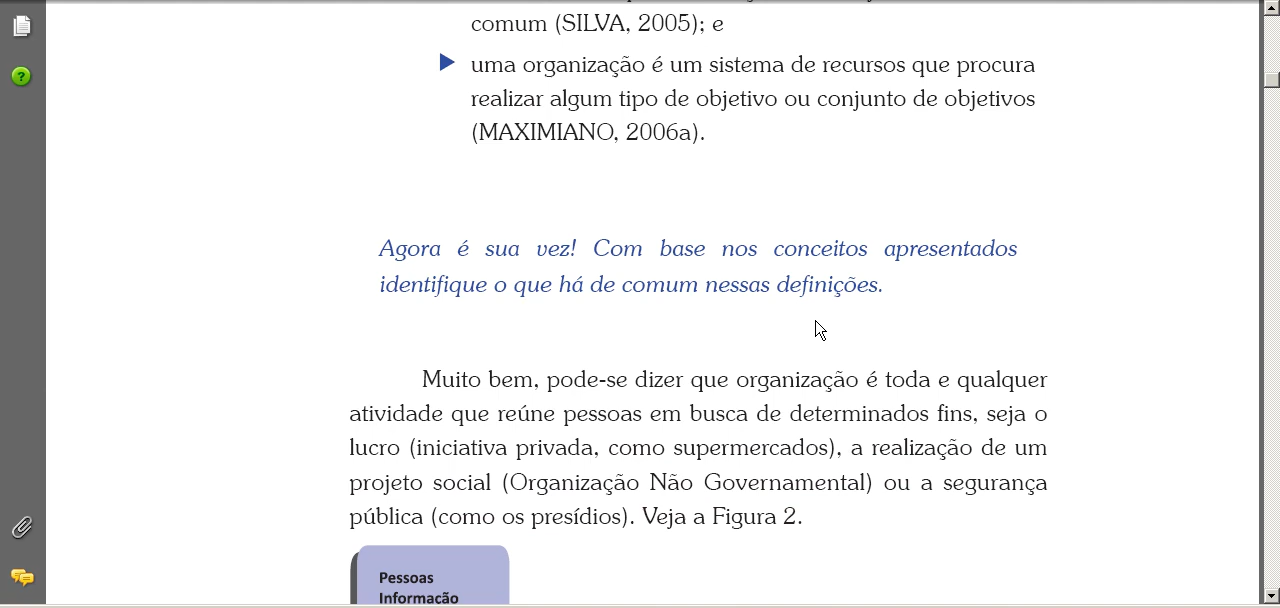 comum (SILVA, 2005); e
uma organização é um sistema de recursos que procura
realizar algum tipo de objetivo ou conjunto de objetivos
(MAXIMIANO, 2006a).
Agora é sua vez! Com base nos conceitos apresentados
identifique o que há de comum nessas definições.
Muito bem, pode-se dizer que organização é toda e qualquer
atividade que reúne pessoas em busca de determinados fins, seja o
lucro (iniciativa privada, como supermercados), a realização de um
projeto social (Organização Não Governamental) ou a segurança
pública (como os presídios). Veja a Figura 2.
Pessoas
Informação